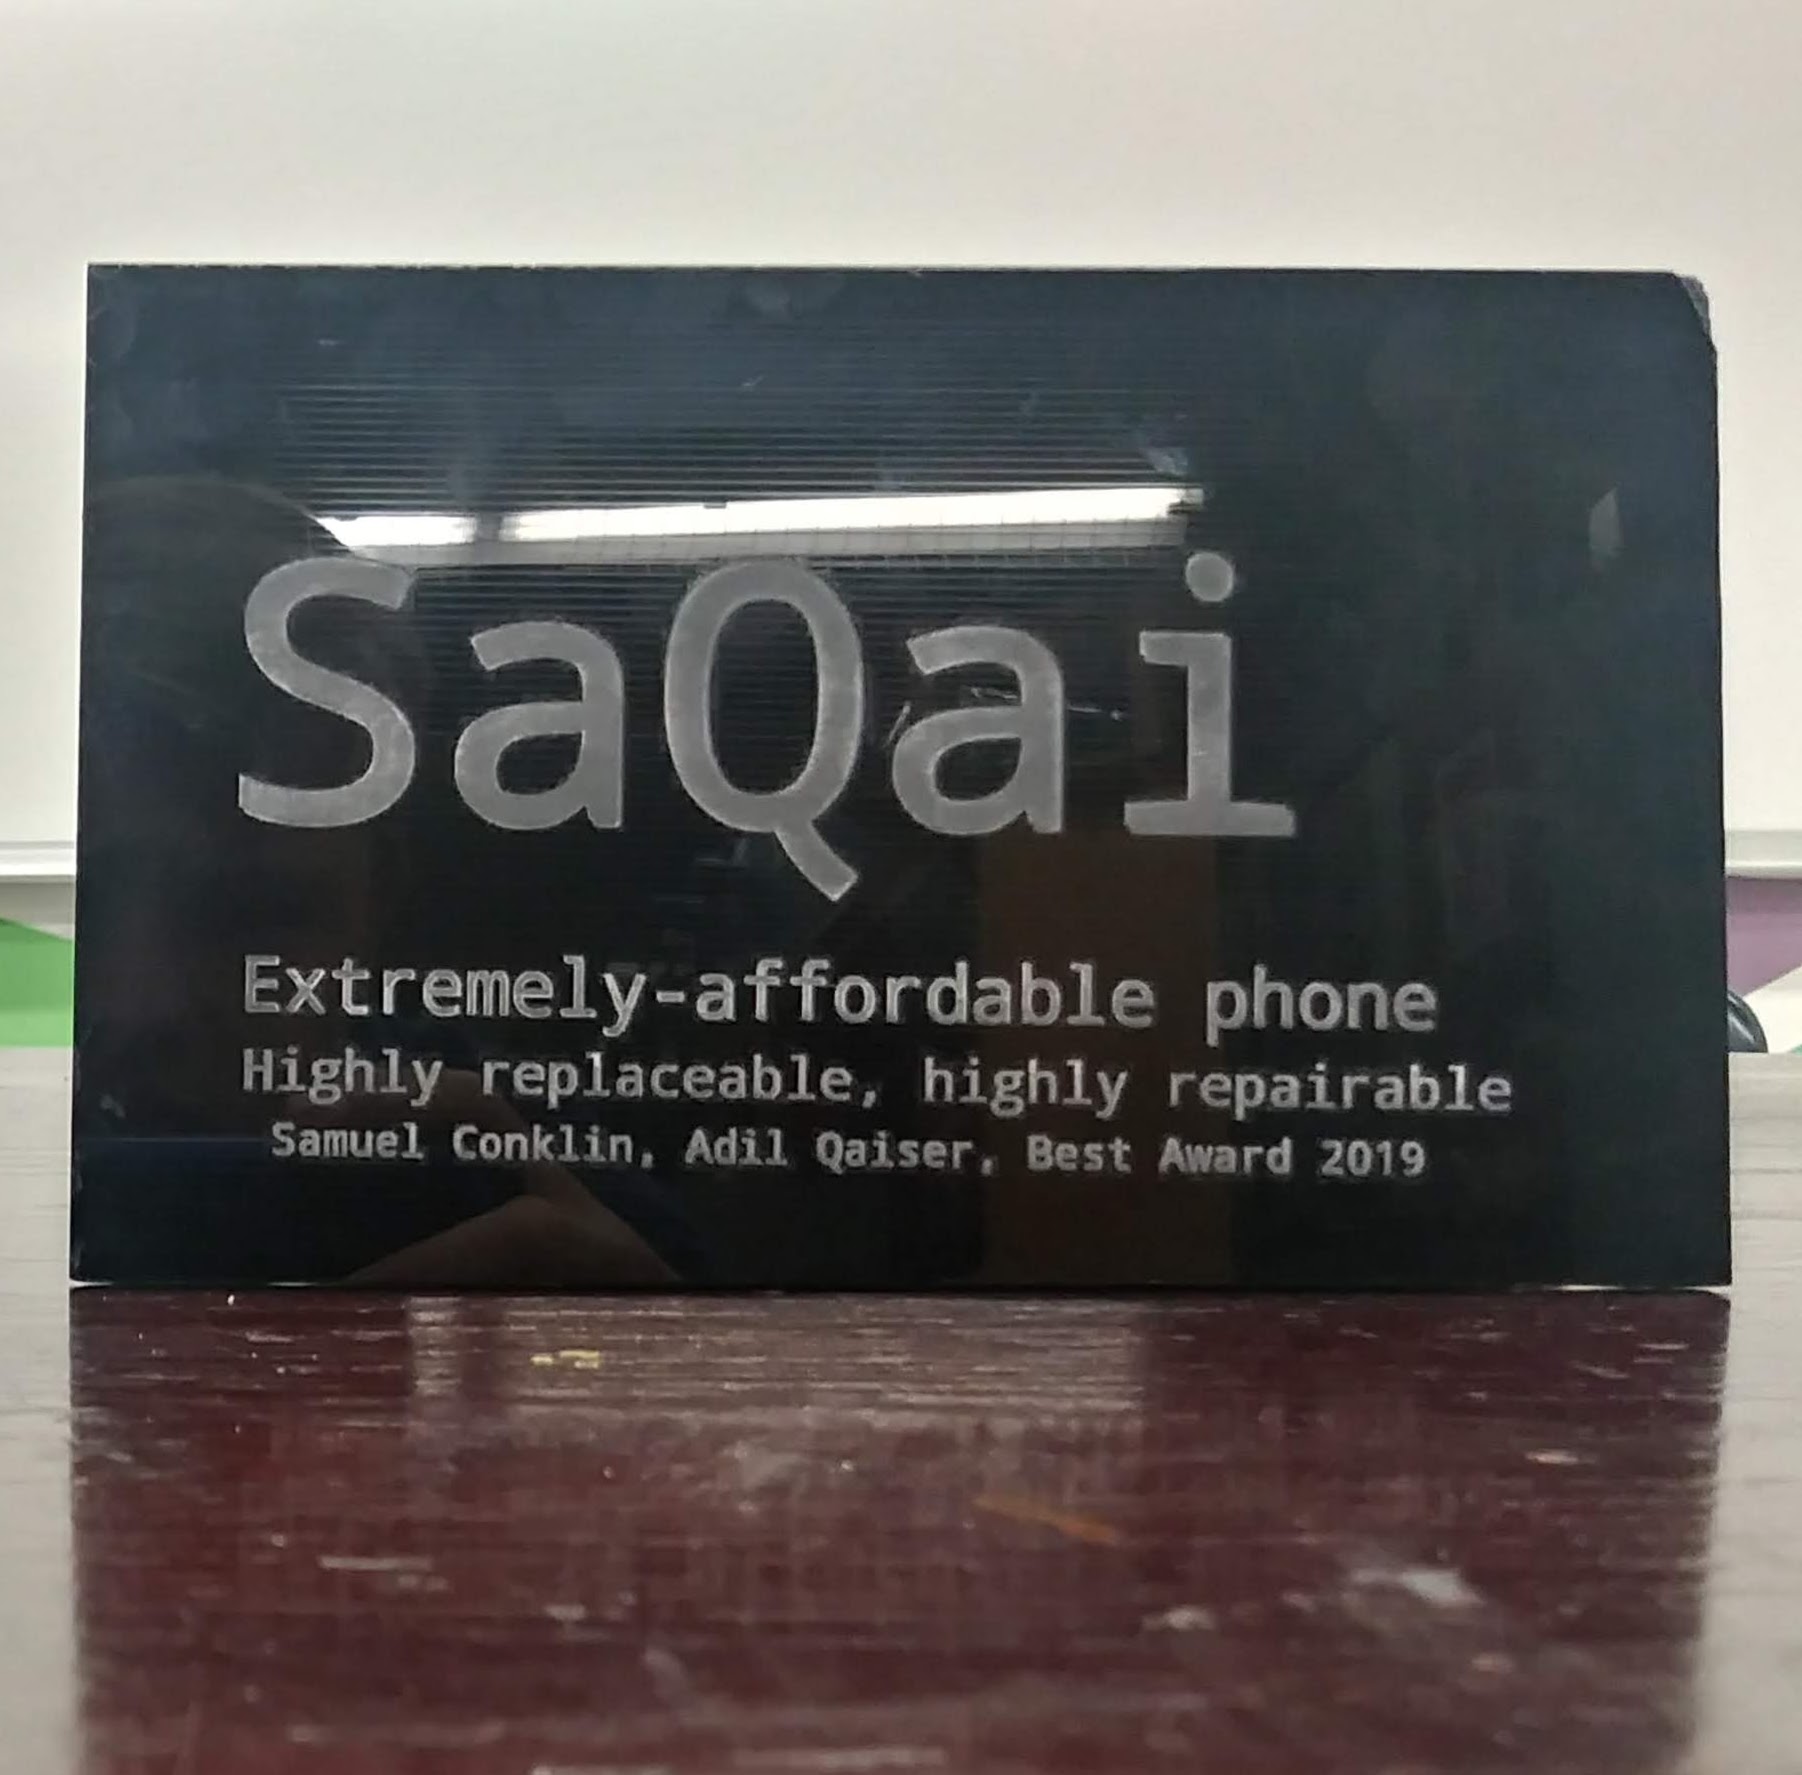 SaQai
Extremely-affordable phone
Highly replaceable, highly repairable
Samuel Conklin, Adil Qaiser, Best Award 2019